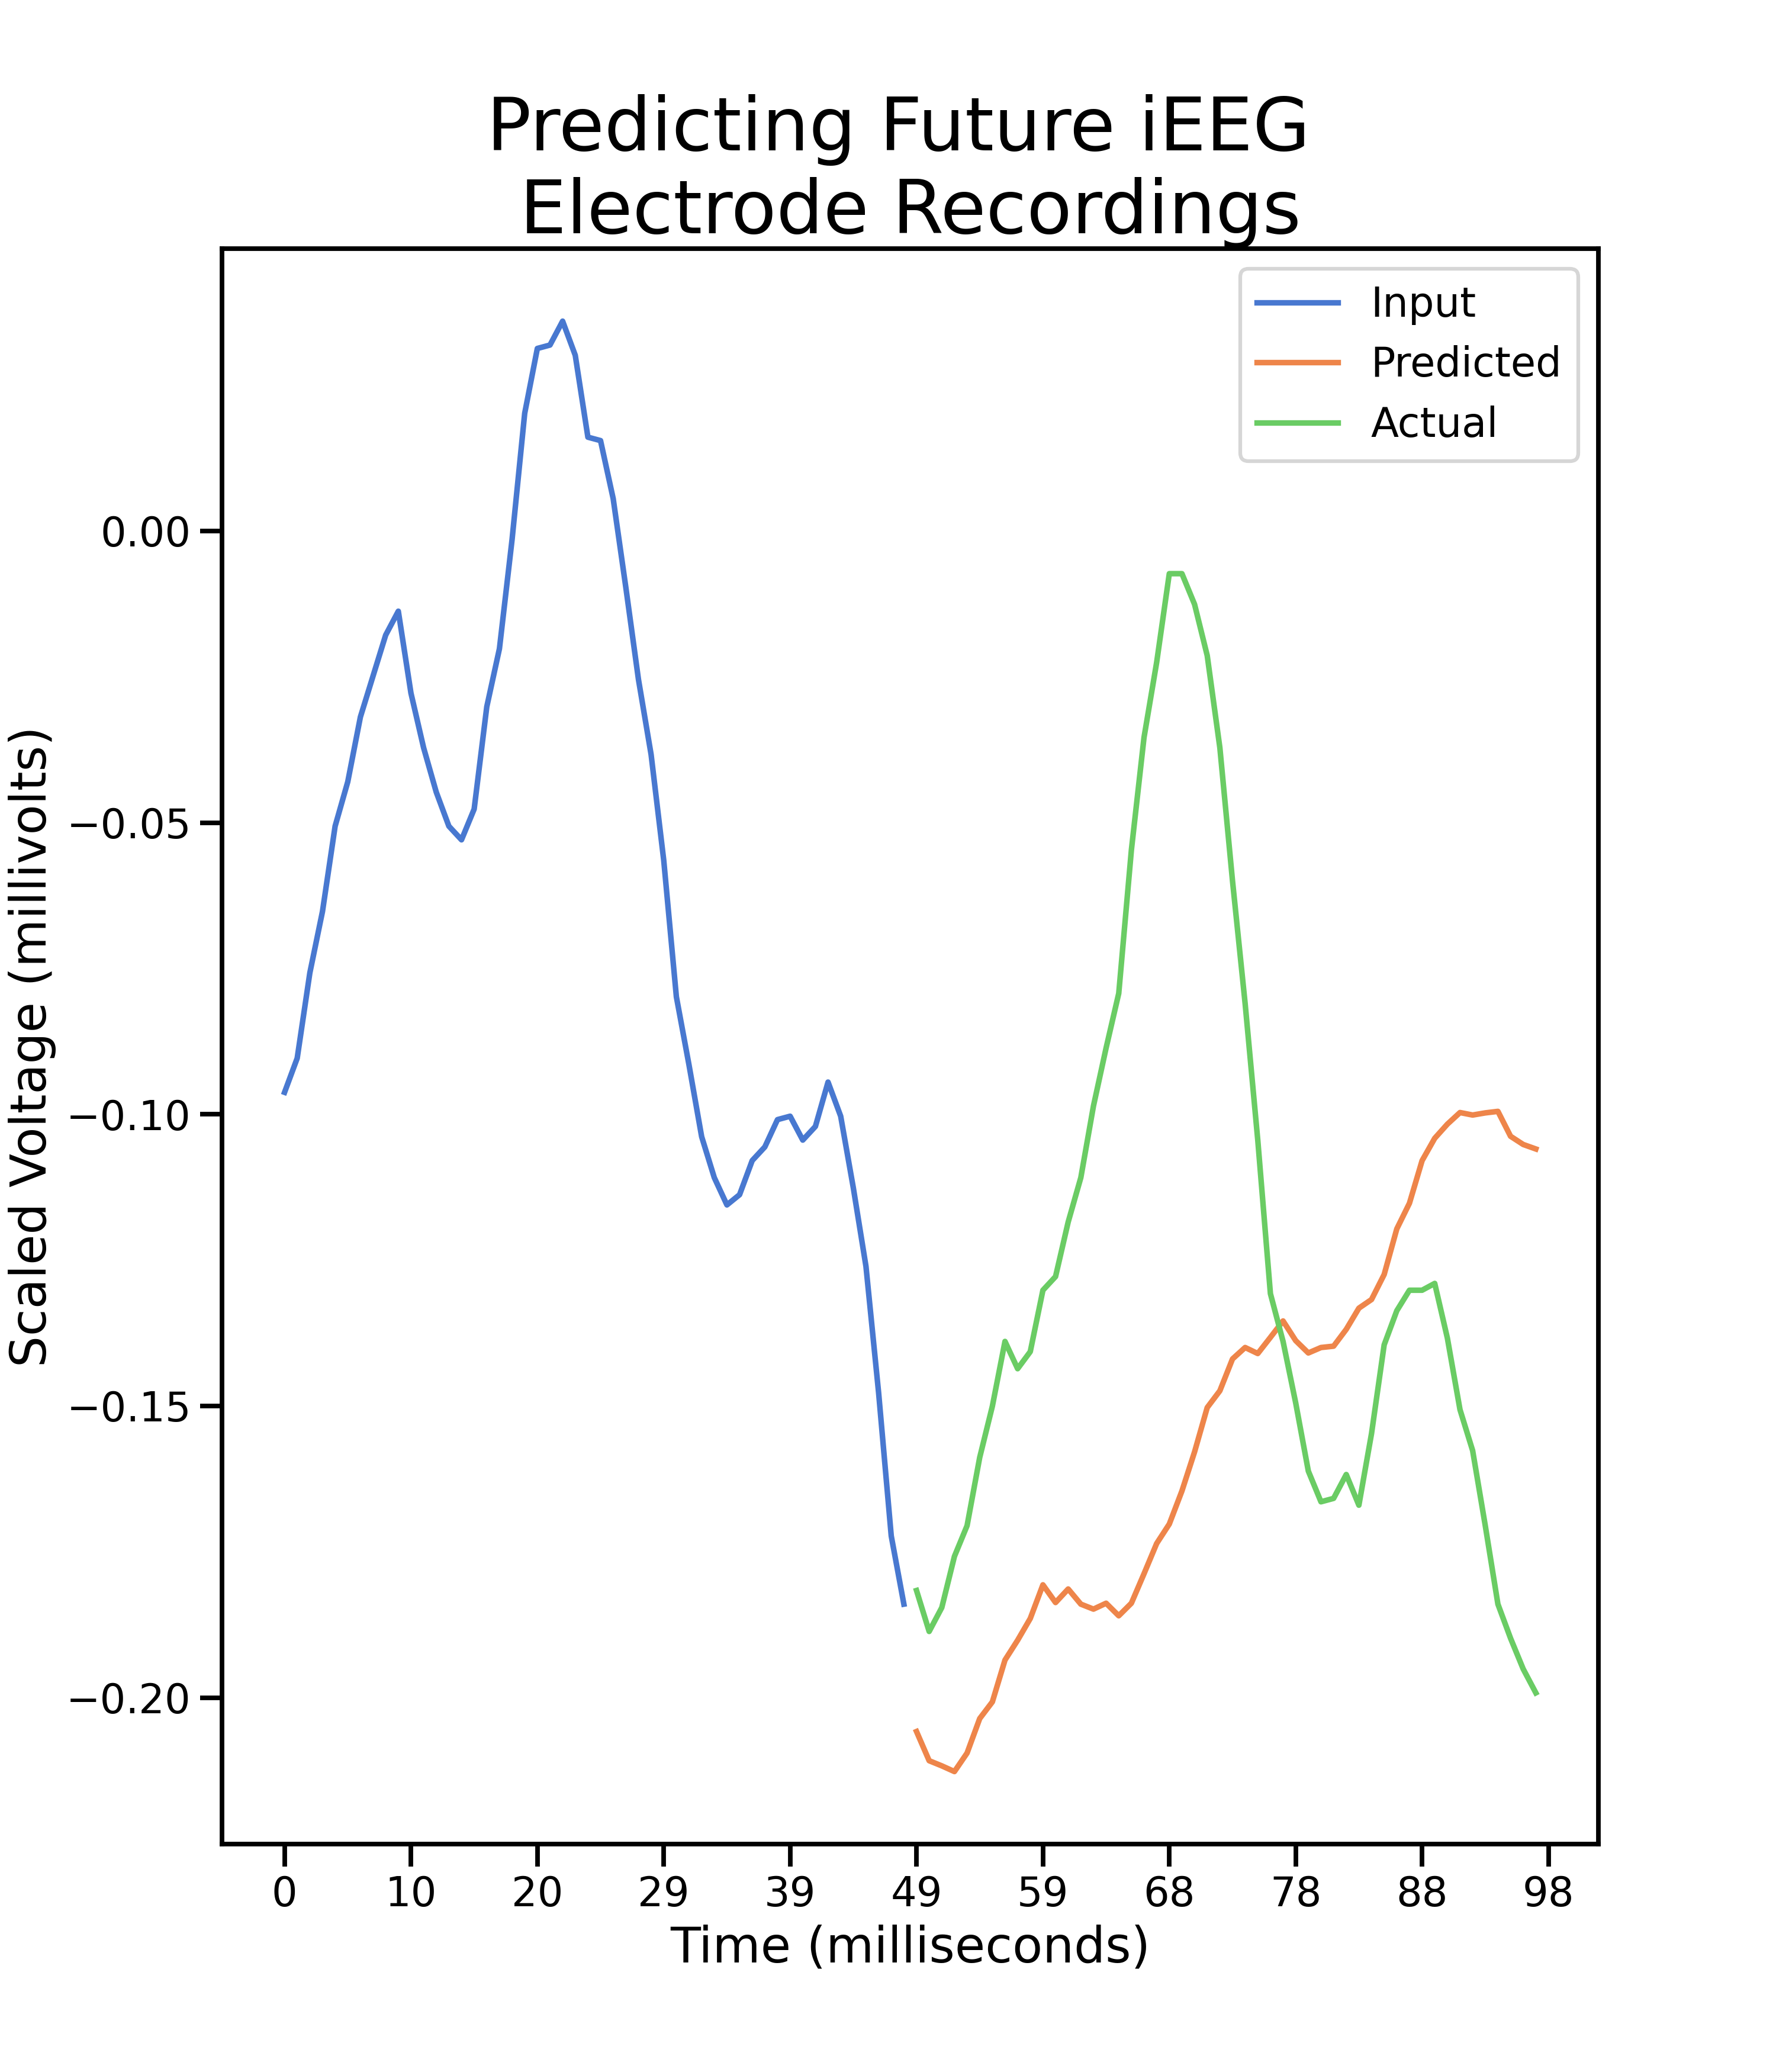 Predicting Future iEEG
Electrode Recordings
Input
Predicted
Actual
Scaled Voltage (millivolts)
0.00
−0.05
−0.10
−0.15
−0.20
0 10 20 29 39 49 59 68 78 88 98
Time (milliseconds)